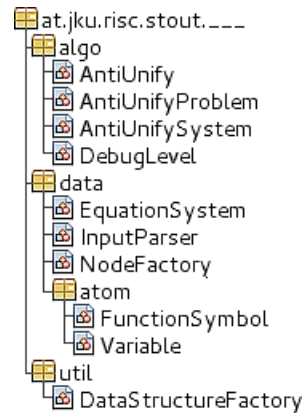 at.jku.risc.stout.___
algo
AntiUnify
AntiUnifyProblem
AntiUnifySystem
DebugLevel
data
EquationSystem
InputParser
NodeFactory
atom
FunctionSymbol
Variable
util
DataStructureFactory